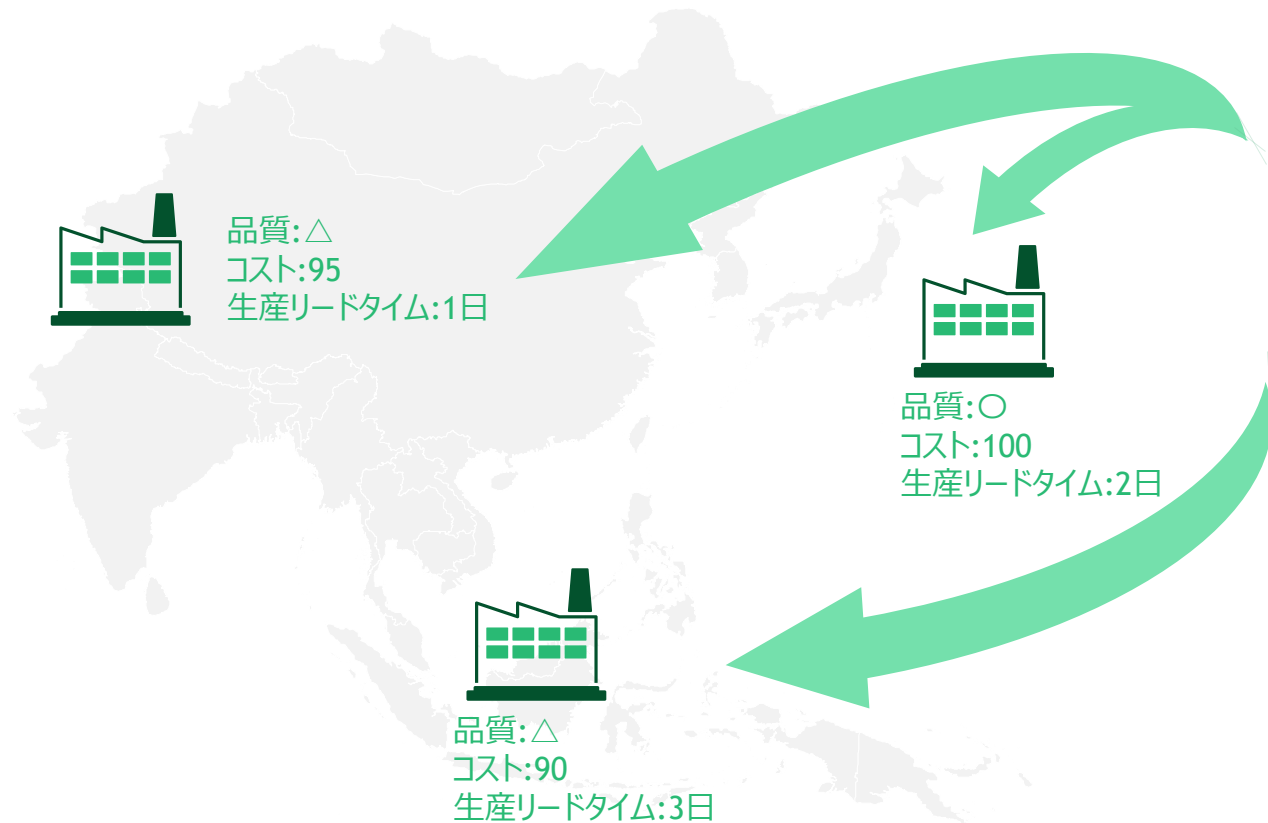 品質:△
コスト:95
生産リードタイム:1日
品質:〇
コスト:100
生産リードタイム:2日
品質:△
コスト:90
生産リードタイム:3日